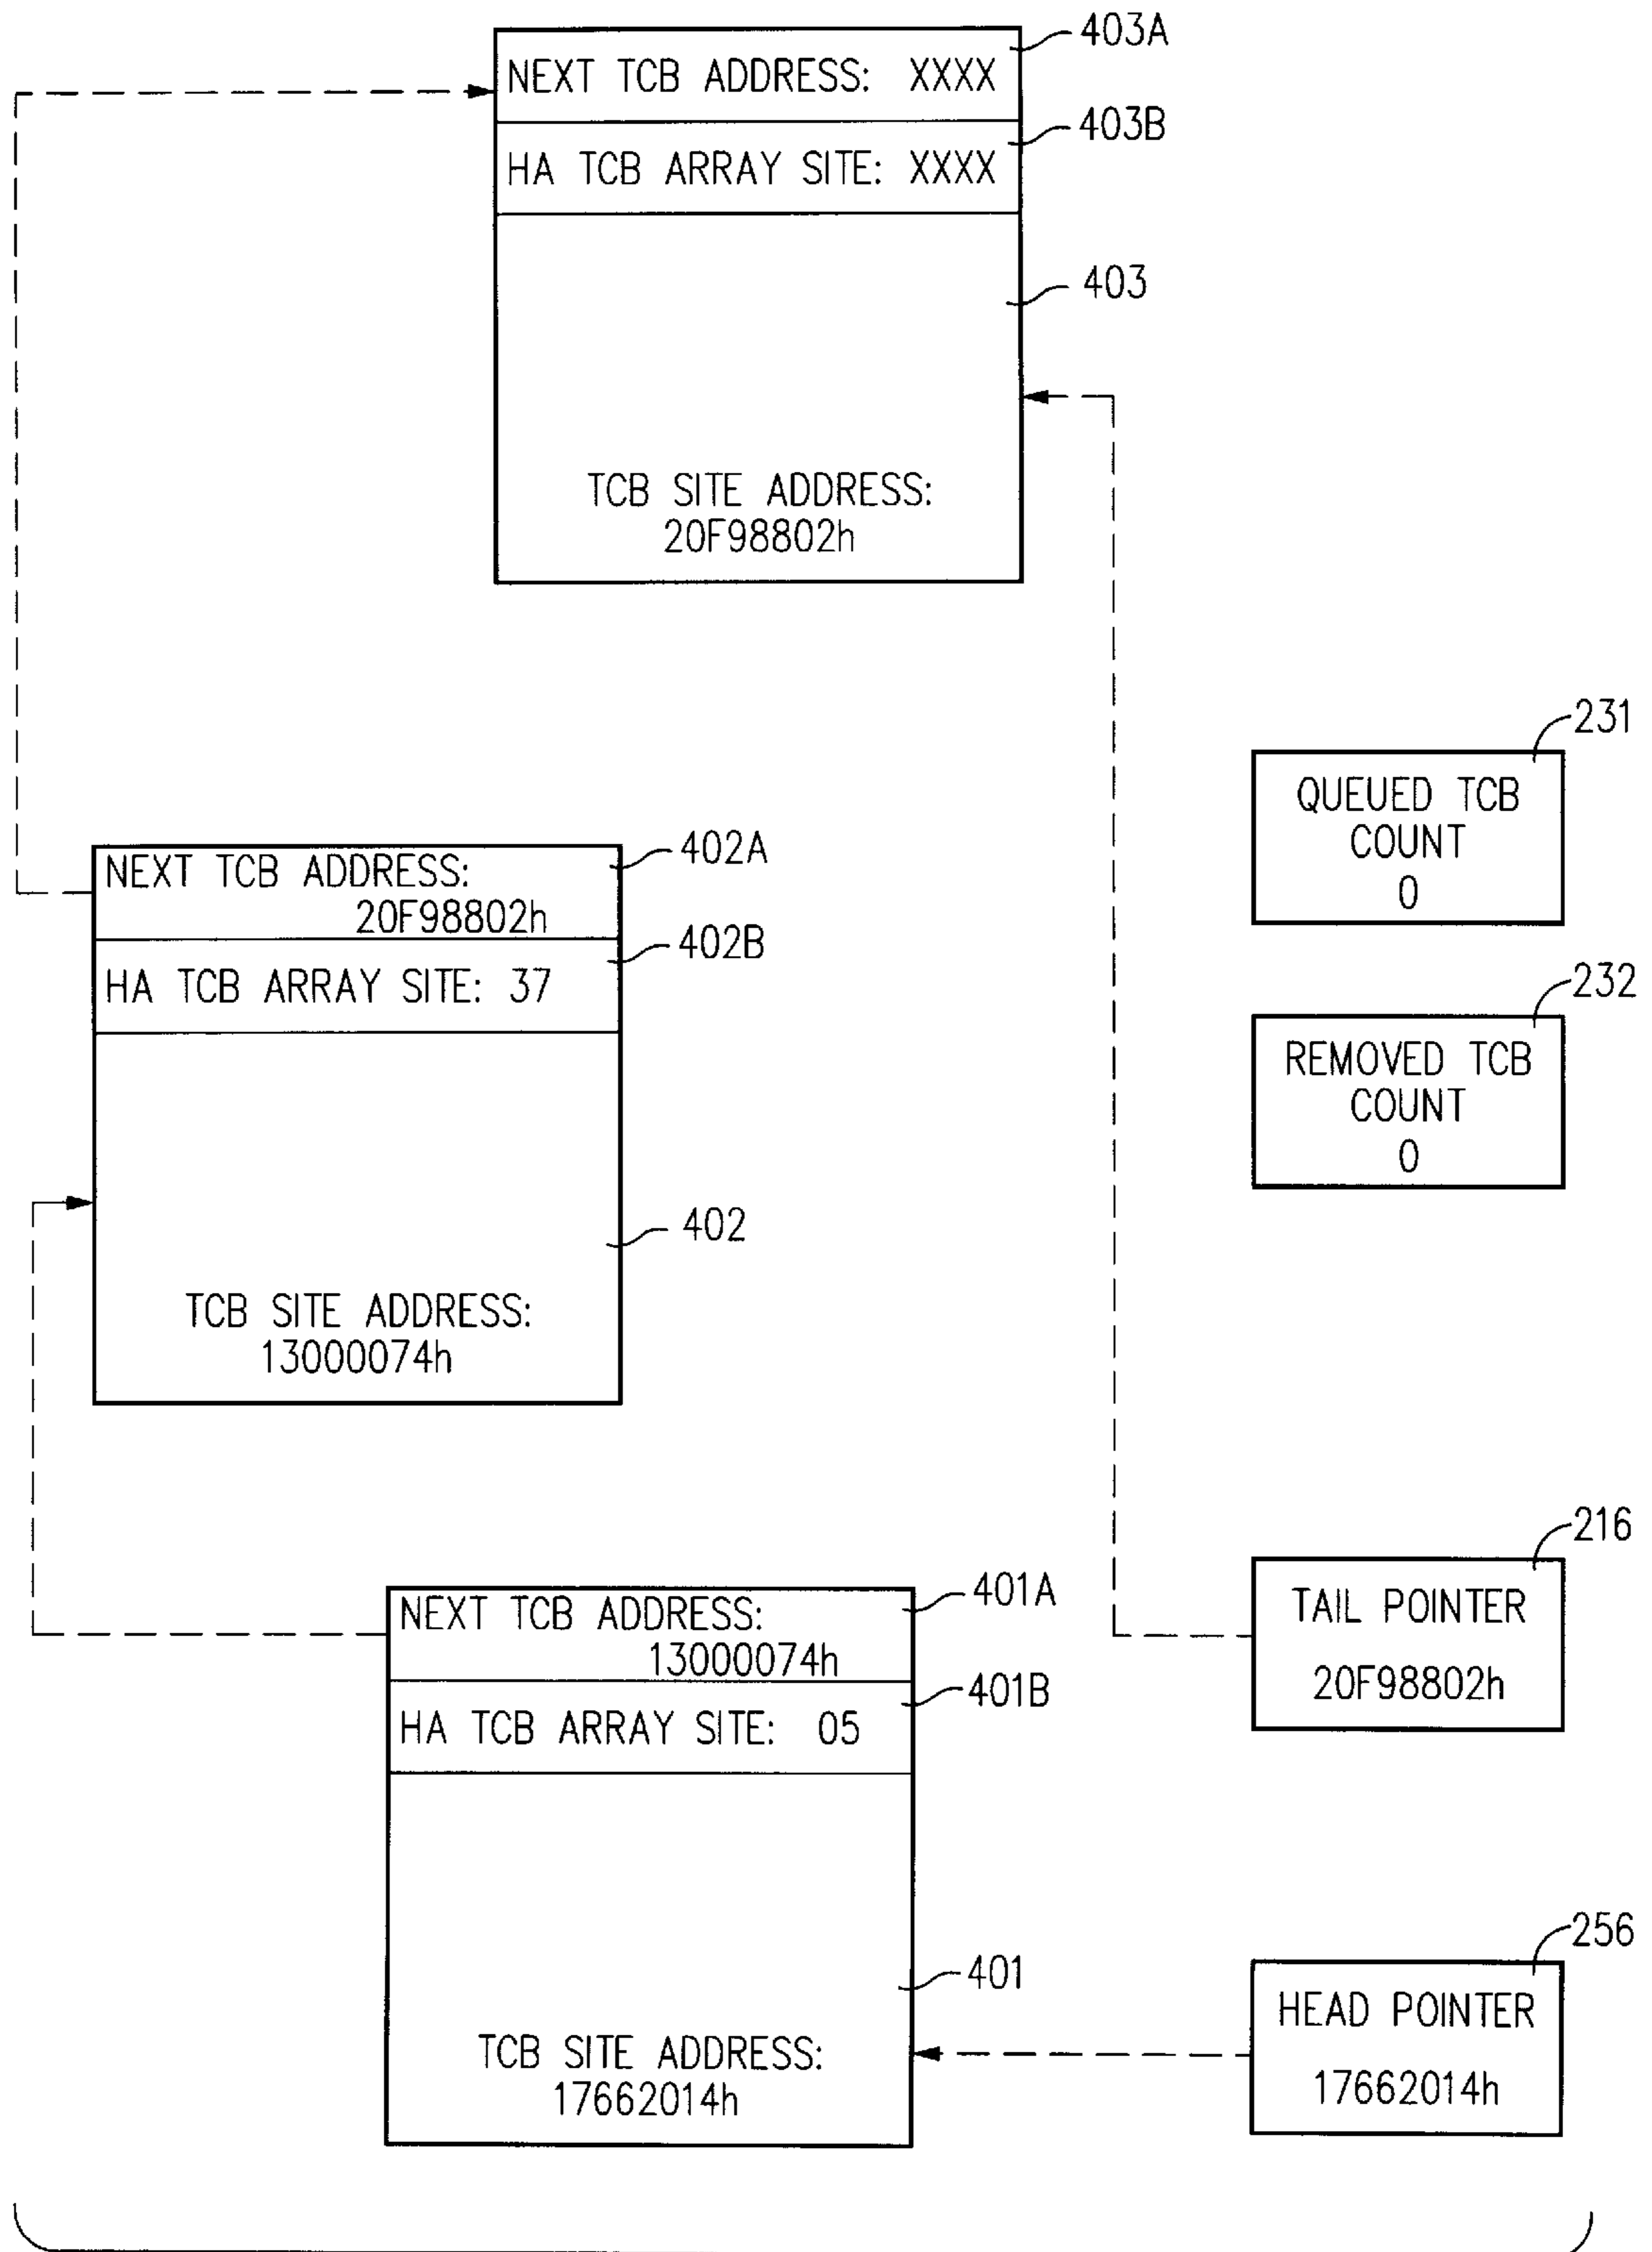 403A
NEXT TCB ADDRESS: XXXX
403B
HA TCB ARRAY SITE: XXXX
403
TCB SITE ADDRESS:
20F98802h
231
QUEUED TCB
COUNT
0
402A
NEXT TCB ADDRESS:
20F98802h
402B
HA TCB ARRAY SITE: 37
232
REMOVED TCB
COUNT
0
402
TCB SITE ADDRESS:
13000074h
216
TAIL POINTER
20F98802h
401A
NEXT TCB ADDRESS:
13000074h
401B
HA TCB ARRAY SITE: 05
256
HEAD POINTER
17662014h
401
TCB SITE ADDRESS:
17662014h